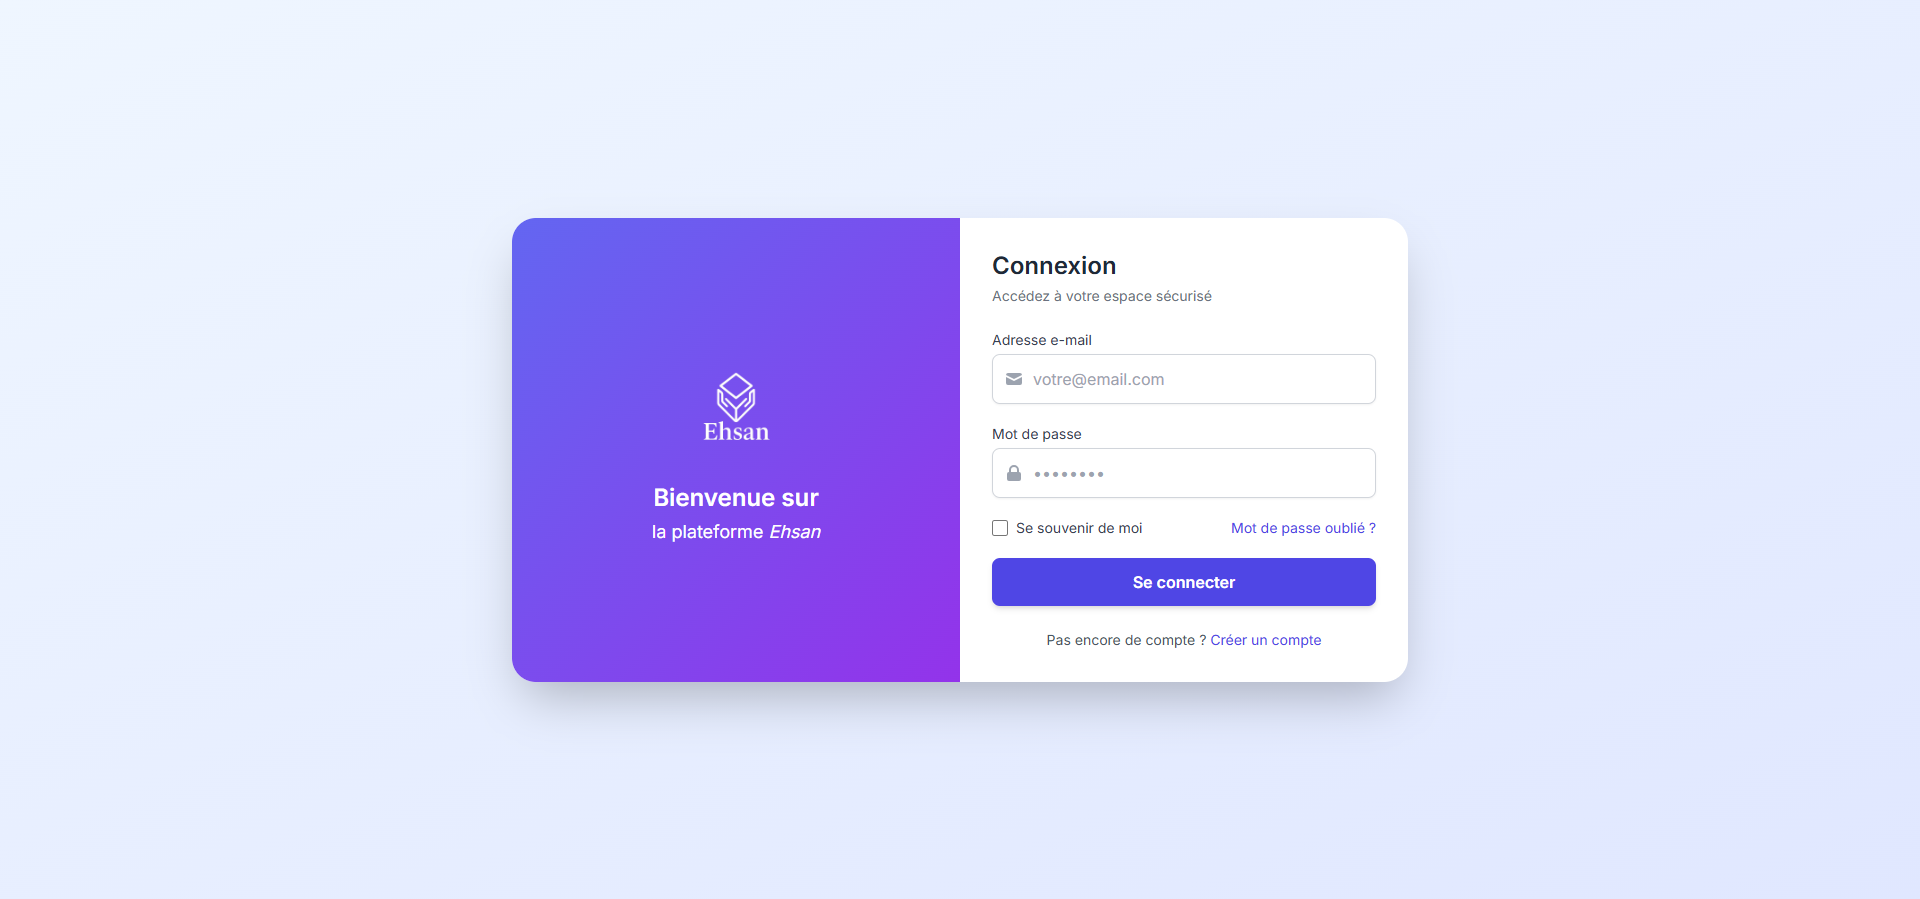 Ehsan
Bienvenue sur
la plateforme Ehsan
Connexion
Accédez à votre espace sécurisé
Adresse e-mail
votre@email.com
Mot de passe
••••••••
Se souvenir de moi
Mot de passe oublié ?
Se connecter
Pas encore de compte ? Créer un compte